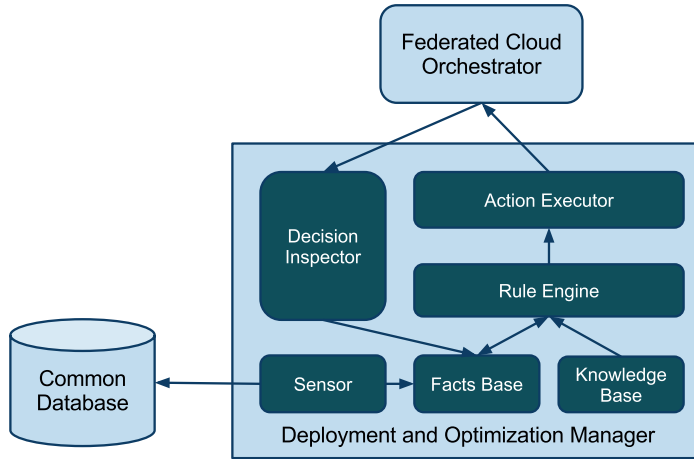 Federated Cloud
Orchestrator
Action Executor
Decision
Inspector
Rule Engine
Common
Database
Sensor
Facts Base
Knowledge
Base
Deployment and Optimization Manager